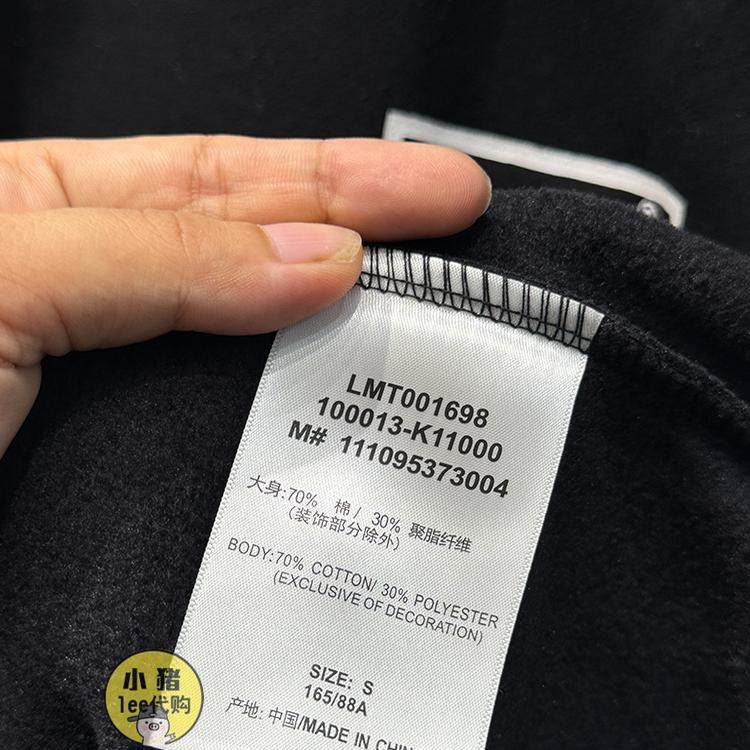 LMT001698
100013-K11000
M# 111095373004
大身:70% 棉/ 30% 聚脂纤维
(装饰部分除外)
BODY:70% COTTON/ 30% POLYESTER
(EXCLUSIVE OF DECORATION)
SIZE: S
165/88A
产地: 中国/MADE IN CHIN
小猪
lee代购